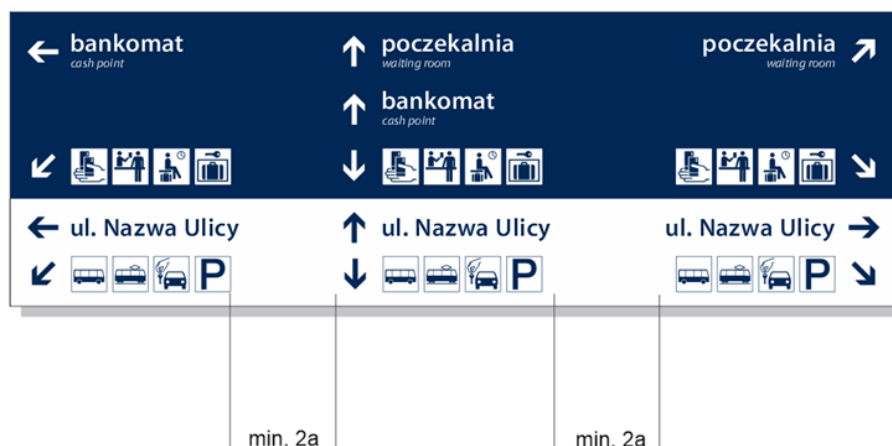 bankomat
cash point
poczekalnia
waiting room
bankomat
cash point
poczekalnia
waiting room
ul. Nazwa Ulicy
P
ul. Nazwa Ulicy
P
ul. Nazwa Ulicy
P
min. 2a
min. 2a